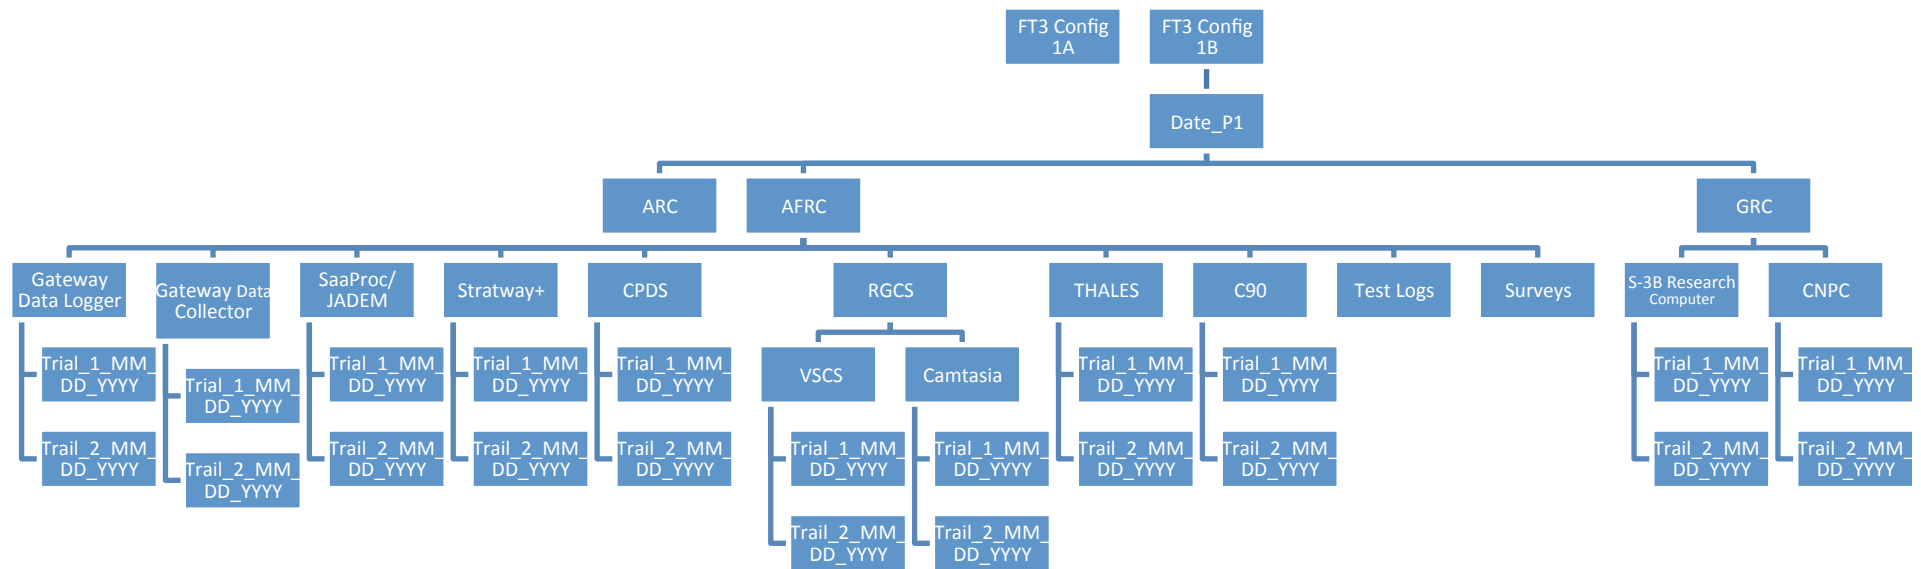 FT3 Config
1A
FT3 Config
1B
Date_P1
ARC
AFRC
GRC
Gateway
Data Logger
Gateway Data
Collector
SaaProc/
JADEM
Stratway+
CPDS
RGCS
THALES
C90
Test Logs
Surveys
S-3B Research
Computer
CNPC
Trial_1_MM_
DD_YYYY
Trial_1_MM_
DD_YYYY
Trial_1_MM_
DD_YYYY
Trial_1_MM_
DD_YYYY
Trial_1_MM_
DD_YYYY
VSCS
Camtasia
Trial_1_MM_
DD_YYYY
Trial_1_MM_
DD_YYYY
Trial_1_MM_
DD_YYYY
Trial_1_MM_
DD_YYYY
Trail_2_MM_
DD_YYYY
Trail_2_MM_
DD_YYYY
Trail_2_MM_
DD_YYYY
Trail_2_MM_
DD_YYYY
Trail_2_MM_
DD_YYYY
Trial_1_MM_
DD_YYYY
Trial_1_MM_
DD_YYYY
Trail_2_MM_
DD_YYYY
Trail_2_MM_
DD_YYYY
Trail_2_MM_
DD_YYYY
Trail_2_MM_
DD_YYYY
Trail_2_MM_
DD_YYYY
Trail_2_MM_
DD_YYYY